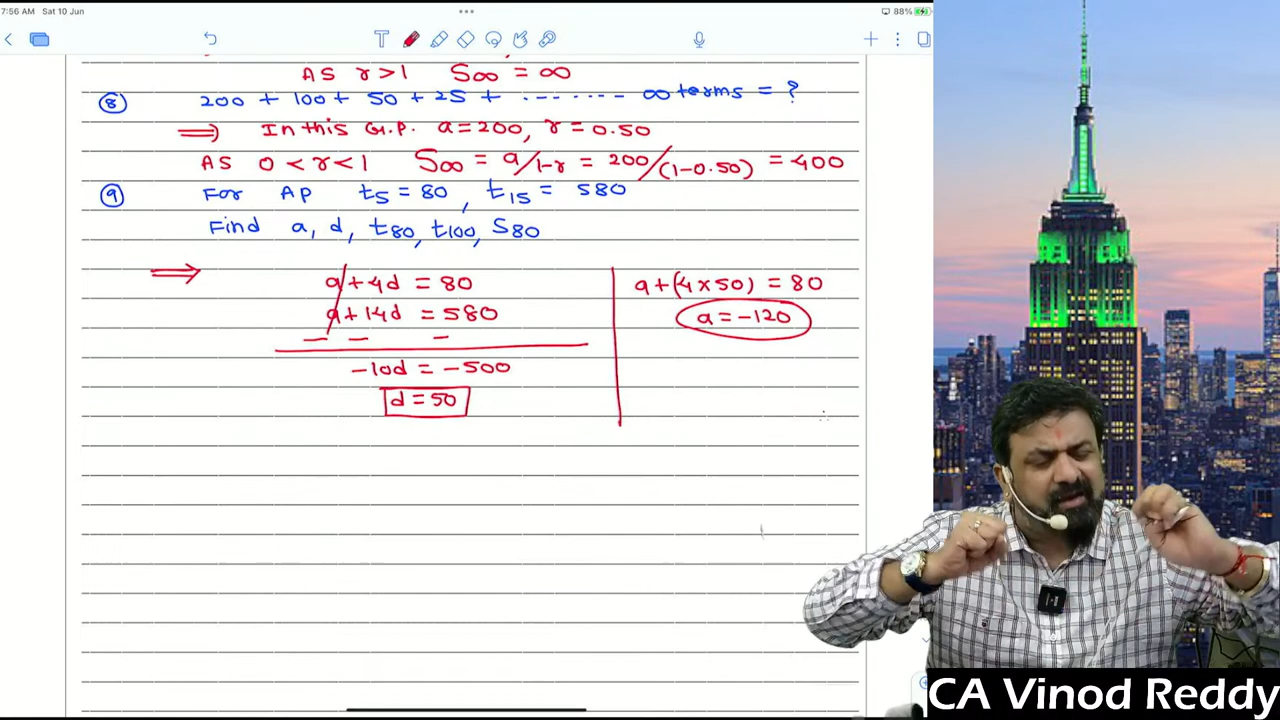 7:56 AM Sat 10 Jun
88%
As r>1 S∞ = ∞
⑧ 200 + 100 + 50 + 25 + ........ ∞ terms = ?
⇒ In this G.P. a=200, r=0.50
As 0<r<1 S∞ = a/1-r = 200/(1-0.50) = 400
⑨ For AP t5=80, t15=580
Find a, d, t80, t100, S80
⇒ a+4d = 80
a+14d = 580
— — —
-10d = -500
d=50
a+(4×50)=80
a=-120
CA Vinod Reddy